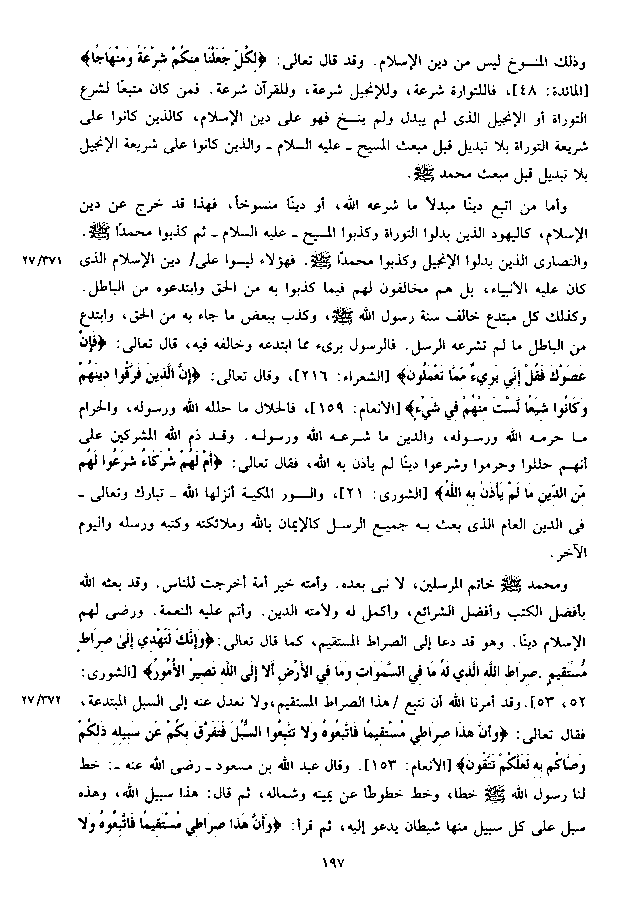 وذلك المنسوخ ليس من دين الإسلام. وقد قال تعالى: ﴿لِكُلٍّ جَعَلْنَا مِنكُمْ شِرْعَةً وَمِنْهَاجًا﴾
[المائدة: ٤٨]، فللتوارة شرعة، وللإنجيل شرعة، وللقرآن شرعة. فمن كان متبعًا لشرع
التوراة أو الإنجيل الذى لم يبدل ولم ينسخ فهو على دين الإسلام، كالذين كانوا على
شريعة التوراة بلا تبديل قبل مبعث المسيح ـ عليه السلام ـ والذين كانوا على شريعة الإنجيل
بلا تبديل قبل مبعث محمد ﷺ.
وأما من اتبع دينًا مبدلاً ما شرعه الله، أو دينًا منسوخاً، فهذا قد خرج عن دين
الإسلام، كاليهود الذين بدلوا التوراة وكذبوا المسيح ـ عليه السلام ـ ثم كذبوا محمدًا ﷺ.
والنصارى الذين بدلوا الإنجيل وكذبوا محمدًا ﷺ. فهؤلاء ليسوا على/ دين الإسلام الذى ٢٧/٣٧١
كان عليه الأنبياء، بل هم مخالفون لهم فيما كذبوا به من الحق وابتدعوه من الباطل.
وكذلك كل مبتدع خالف سنة رسول الله ﷺ، وكذب ببعض ما جاء به من الحق، وابتدع
من الباطل ما لم تشرعه الرسل. فالرسول برىء مما ابتدعه وخالفه فيه، قال تعالى: ﴿فَإِنْ
عَصَوْكَ فَقُلْ إِنِّي بَرِيءٌ مِّمَّا تَعْمَلُونَ﴾ [الشعراء: ٢١٦]، وقال تعالى: ﴿إِنَّ الَّذِينَ فَرَّقُوا دِينَهُمْ
وَكَانُوا شِيَعًا لَّسْتَ مِنْهُمْ فِي شَيْءٍ﴾ [الأنعام: ١٥٩]، فالحلال ما حلله الله ورسوله، والحرام
ما حرمه الله ورسوله، والدين ما شرعه الله ورسوله. وقد ذم الله المشركين على
أنهم حللوا وحرموا وشرعوا دينًا لم يأذن به الله، فقال تعالى: ﴿أَمْ لَهُمْ شُرَكَاءُ شَرَعُوا لَهُم
مِّنَ الدِّينِ مَا لَمْ يَأْذَنْ بِهِ اللَّهُ﴾ [الشورى: ٢١]، والسور المكية أنزلها الله ـ تبارك وتعالى ـ
فى الدين العام الذى بعث به جميع الرسل كالإيمان بالله وملائكته وكتبه ورسله واليوم
الآخر.
ومحمد ﷺ خاتم المرسلين، لا نبى بعده. وأمته خير أمة أخرجت للناس. وقد بعثه الله
بأفضل الكتب وأفضل الشرائع، وأكمل له ولأمته الدين. وأتم عليه النعمة. ورضى لهم
الإسلام دينًا. وهو قد دعا إلى الصراط المستقيم، كما قال تعالى: ﴿وَإِنَّكَ لَتَهْدِي إِلَىٰ صِرَاطٍ
مُّسْتَقِيمٍ. صِرَاطِ اللَّهِ الَّذِي لَهُ مَا فِي السَّمَوَاتِ وَمَا فِي الأَرْضِ أَلا إِلَى اللَّهِ تَصِيرُ الأُمُورُ﴾ [الشورى:
٥٢، ٥٣]. وقد أمرنا الله أن نتبع /هذا الصراط المستقيم، ولا نعدل عنه إلى السبل المبتدعة، ٢٧/٣٧٢
فقال تعالى: ﴿وَأَنَّ هَذَا صِرَاطِي مُسْتَقِيمًا فَاتَّبِعُوهُ وَلا تَتَّبِعُوا السُّبُلَ فَتَفَرَّقَ بِكُمْ عَن سَبِيلِهِ ذَلِكُمْ
وَصَّاكُم بِهِ لَعَلَّكُمْ تَتَّقُونَ﴾ [الأنعام: ١٥٣]. وقال عبد الله بن مسعود ـ رضى الله عنه ـ: خط
لنا رسول الله ﷺ خطا، وخط خطوطًا عن يمينه وشماله، ثم قال: هذا سبيل الله، وهذه
سبل على كل سبيل منها شيطان يدعو إليه، ثم قرأ: ﴿وَأَنَّ هَذَا صِرَاطِي مُسْتَقِيمًا فَاتَّبِعُوهُ وَلا
١٩٧